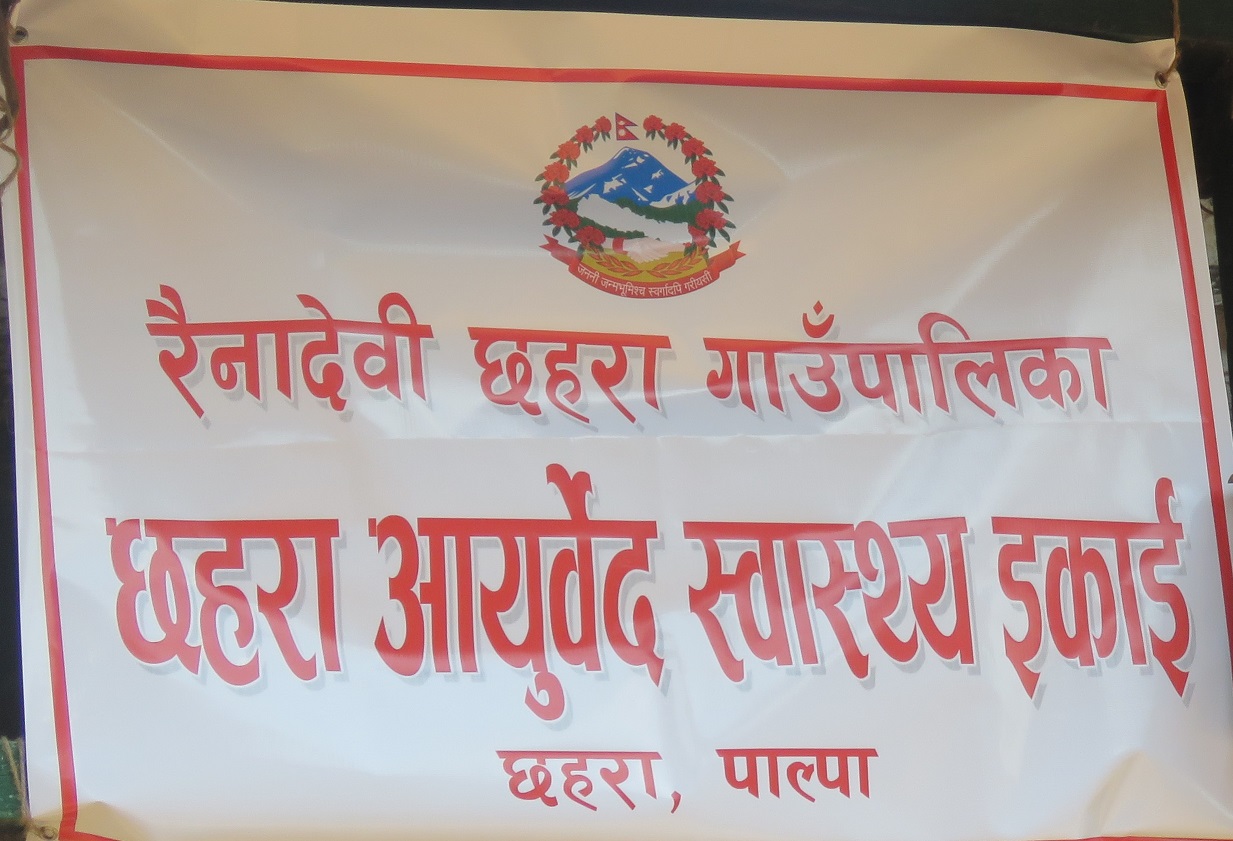 जननी जन्मभूमिश्च स्वर्गादपि गरीयसी
रैनादेवी छहरा गाउँपालिका
छहरा आयुर्वेद स्वास्थ्य इकाई
छहरा, पाल्पा